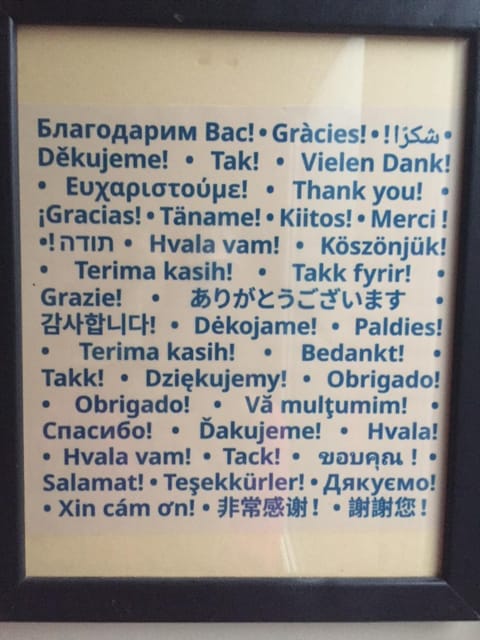 Благодарим Вас! • Gràcies! • شكرًا! •
Děkujeme! • Tak! • Vielen Dank!
• Ευχαριστούμε! • Thank you! •
¡Gracias! • Täname! • Kiitos! • Merci !
• תודה! • Hvala vam! • Köszönjük!
• Terima kasih! • Takk fyrir! •
Grazie! • ありがとうございます •
감사합니다! • Dėkojame! • Paldies!
• Terima kasih! • Bedankt! •
Takk! • Dziękujemy! • Obrigado!
• Obrigado! • Vă mulţumim! •
Спасибо! • Ďakujeme! • Hvala!
• Hvala vam! • Tack! • ขอบคุณ ! •
Salamat! • Teşekkürler! • Дякуємо!
• Xin cám ơn! • 非常感谢! • 謝謝您!